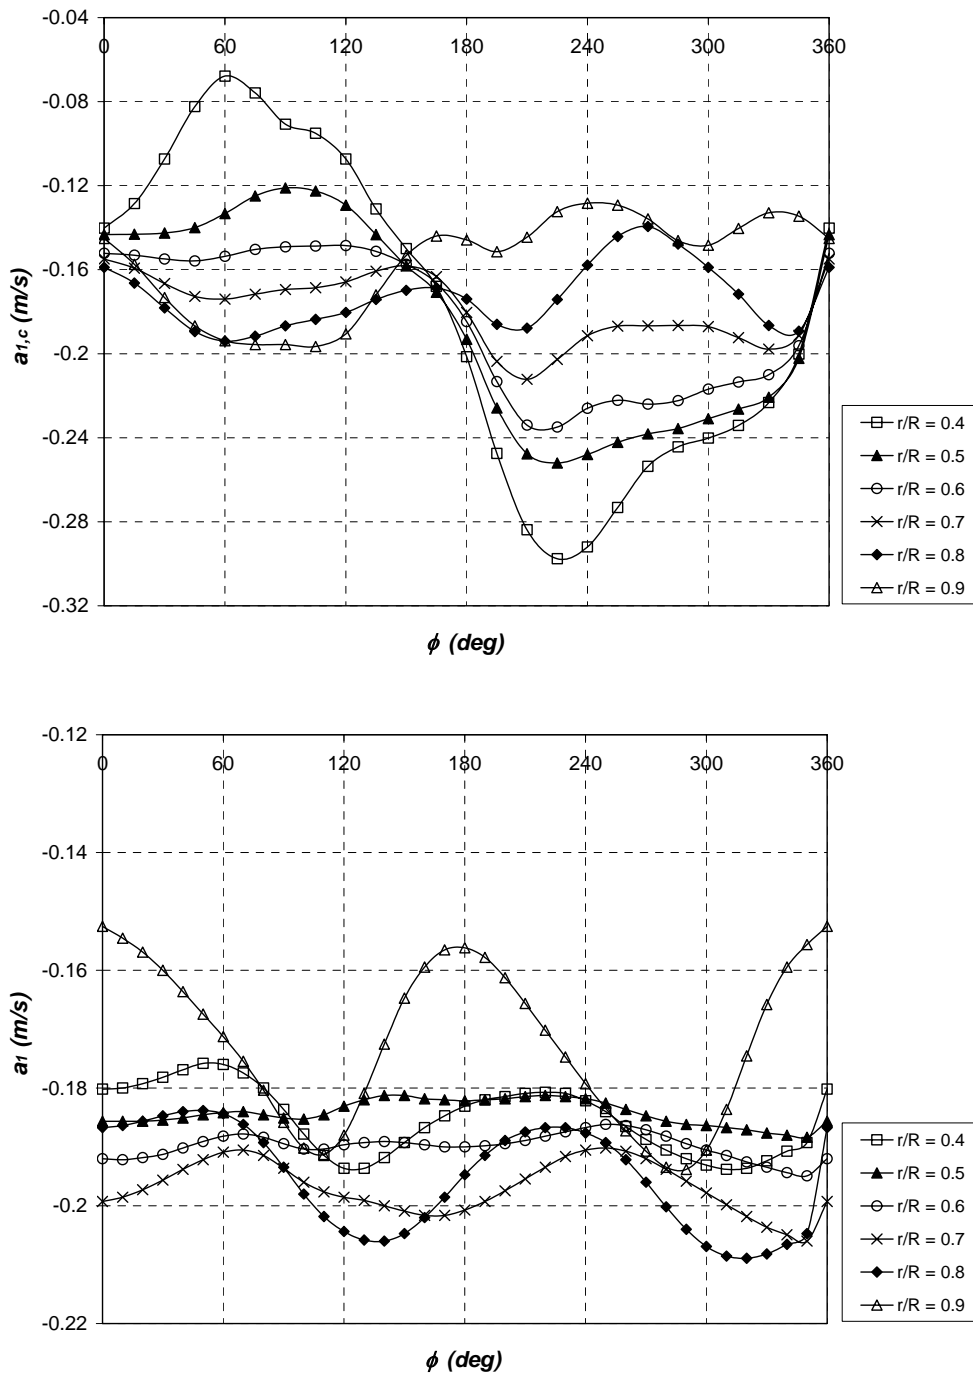 -0.04
0 60 120 180 240 300 360
-0.08
-0.12
-0.16
-0.2
-0.24
-0.28
-0.32
a1,c (m/s)
ϕ (deg)
r/R = 0.4
r/R = 0.5
r/R = 0.6
r/R = 0.7
r/R = 0.8
r/R = 0.9
-0.12
0 60 120 180 240 300 360
-0.14
-0.16
-0.18
-0.2
-0.22
a1 (m/s)
ϕ (deg)
r/R = 0.4
r/R = 0.5
r/R = 0.6
r/R = 0.7
r/R = 0.8
r/R = 0.9